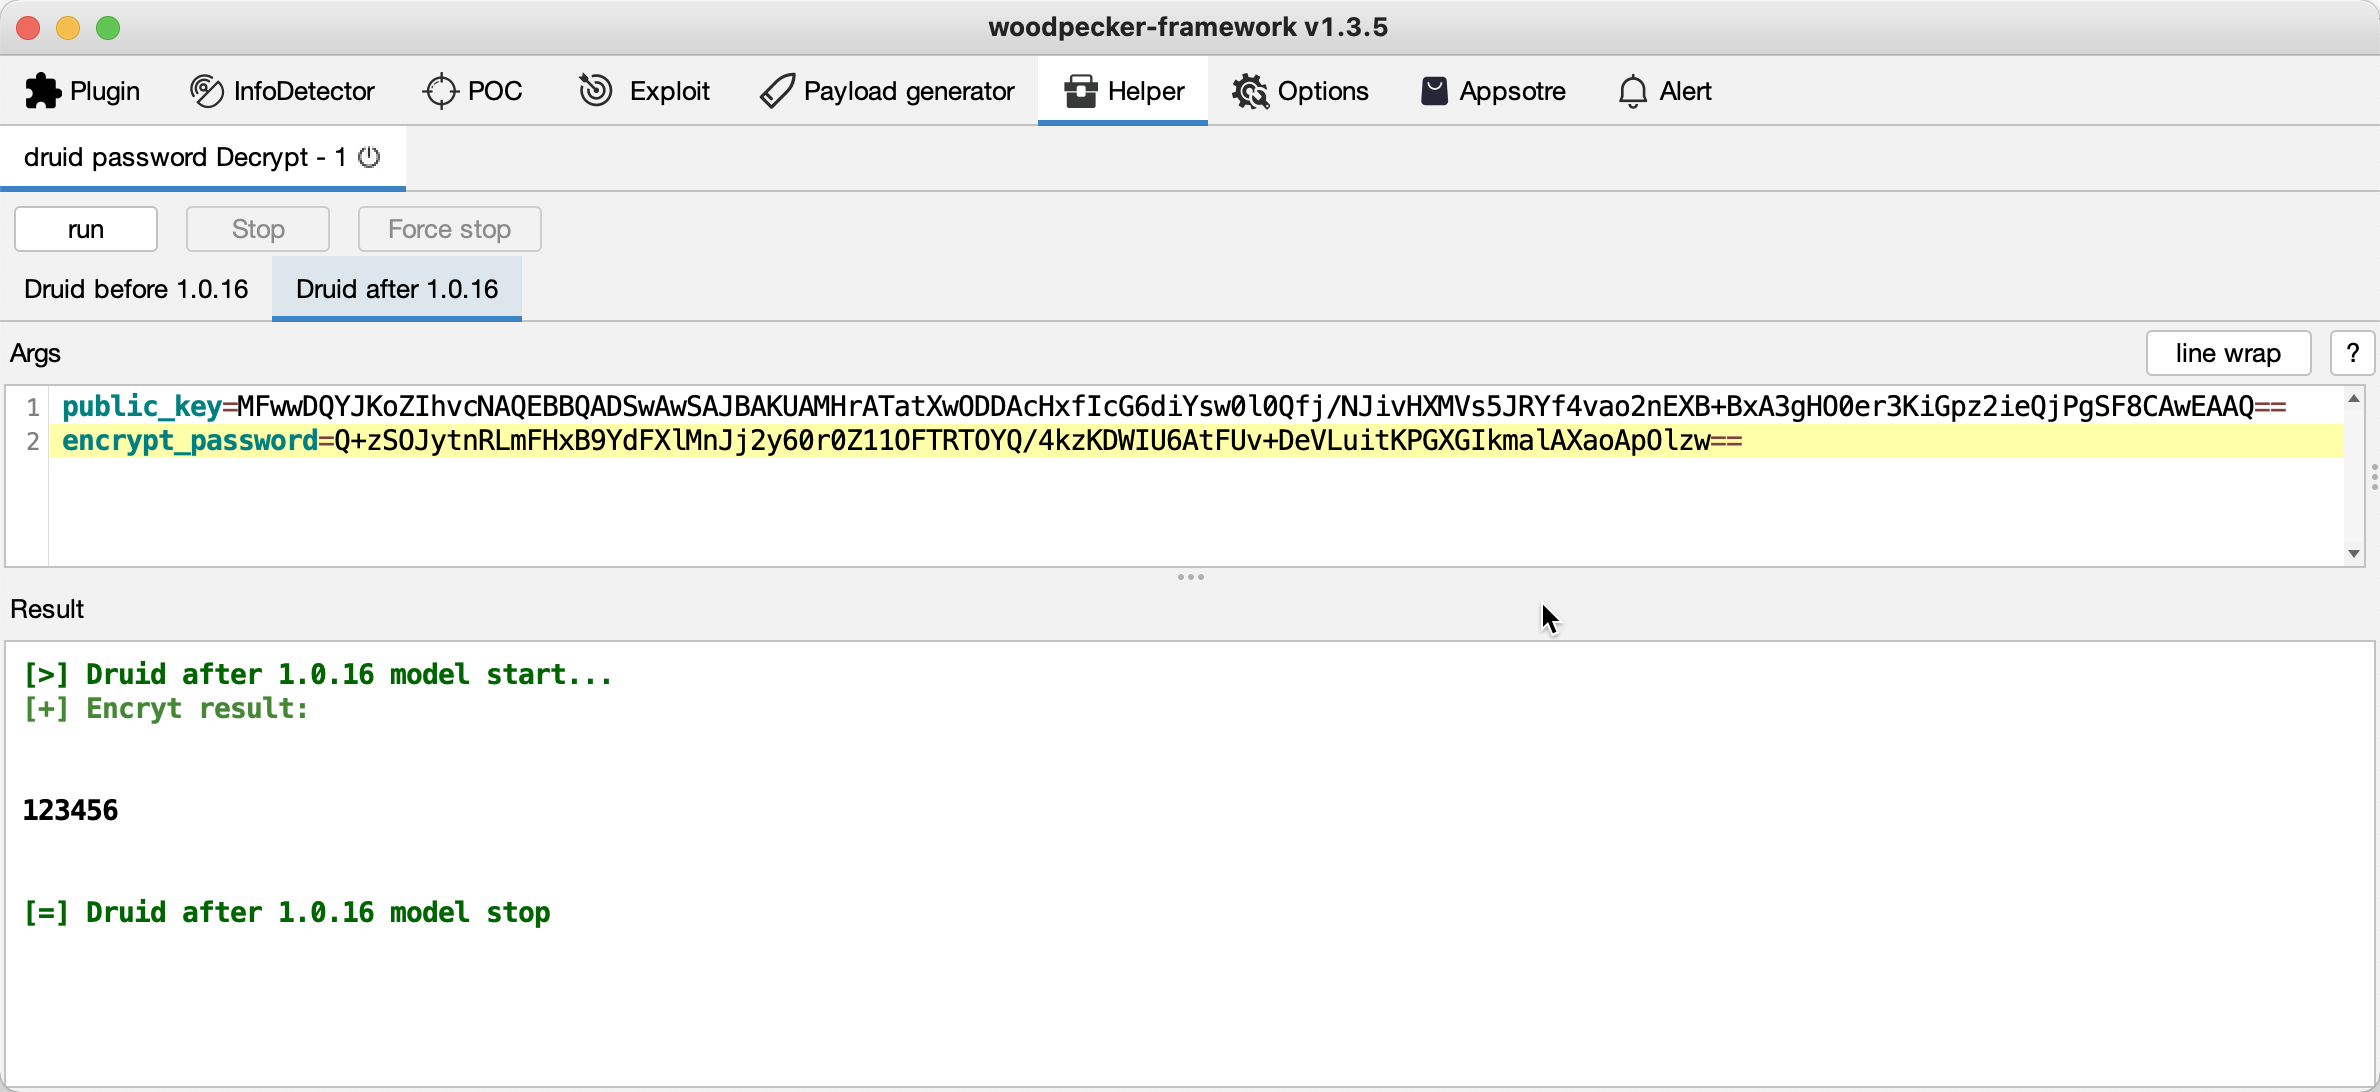 woodpecker-framework v1.3.5
Plugin InfoDetector POC Exploit Payload generator Helper Options Appsotre Alert
druid password Decrypt - 1
run Stop Force stop
Druid before 1.0.16 Druid after 1.0.16
Args line wrap ?
1 public_key=MFwwDQYJKoZIhvcNAQEBBQADSwAwSAJBAKUAMHrATatXwODDAcHxfIcG6diYsw0l0Qfj/NJivHXMVs5JRYf4vao2nEXB+BxA3gHO0er3KiGpz2ieQjPgSF8CAwEAAQ==
2 encrypt_password=Q+zSOJytnRLmFHxB9YdFXlMnJj2y60r0Z11OFTRTOYQ/4kzKDWIU6AtFUv+DeVLuitKPGXGIkmalAXaoApOlzw==
Result
[>] Druid after 1.0.16 model start...
[+] Encryt result:
123456
[=] Druid after 1.0.16 model stop